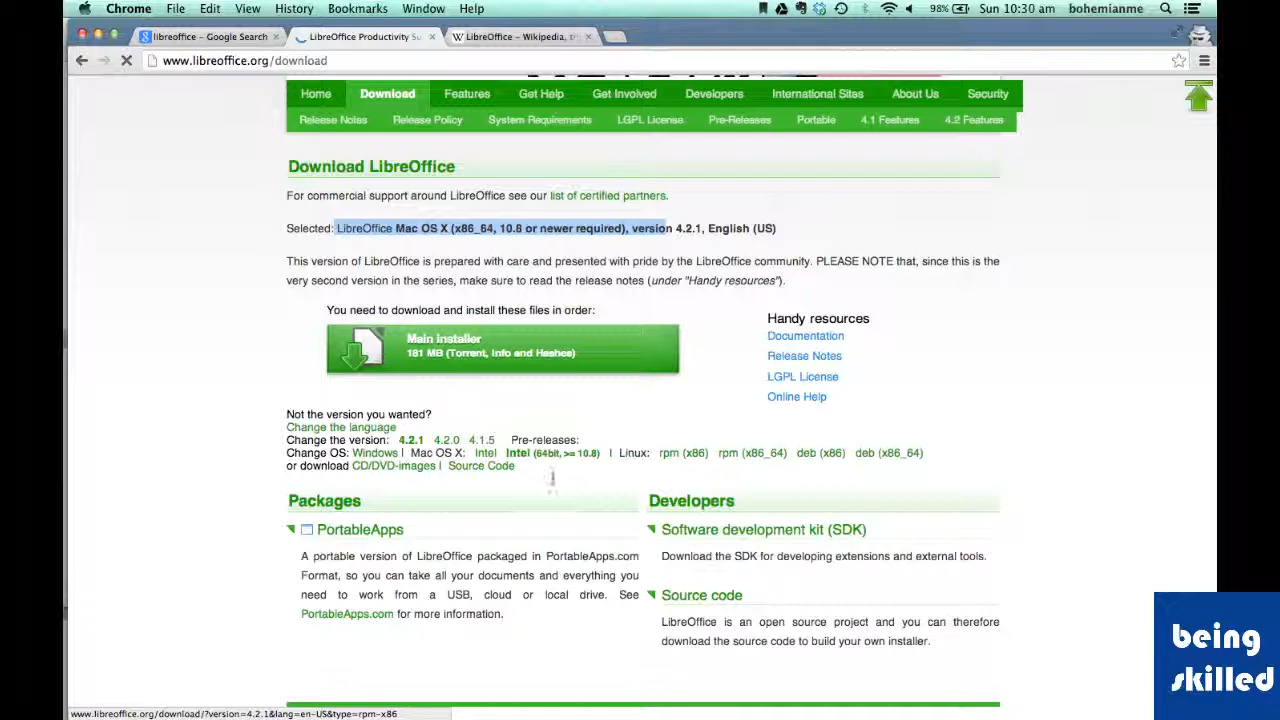 Chrome File Edit View History Bookmarks Window Help 98% Sun 10:30 am bohemianme
libreoffice - Google Search LibreOffice Productivity Su LibreOffice - Wikipedia, th
www.libreoffice.org/download
Home Download Features Get Help Get Involved Developers International Sites About Us Security
Release Notes Release Policy System Requirements LGPL License Pre-Releases Portable 4.1 Features 4.2 Features
Download LibreOffice
For commercial support around LibreOffice see our list of certified partners.
Selected: LibreOffice Mac OS X (x86_64, 10.8 or newer required), version 4.2.1, English (US)
This version of LibreOffice is prepared with care and presented with pride by the LibreOffice community. PLEASE NOTE that, since this is the
very second version in the series, make sure to read the release notes (under "Handy resources").
You need to download and install these files in order:
Main installer
181 MB (Torrent, Info and Hashes)
Handy resources
Documentation
Release Notes
LGPL License
Online Help
Not the version you wanted?
Change the language
Change the version: 4.2.1 4.2.0 4.1.5 Pre-releases:
Change OS: Windows | Mac OS X: Intel Intel (64bit, >= 10.8) | Linux: rpm (x86) rpm (x86_64) deb (x86) deb (x86_64)
or download CD/DVD-images | Source Code
Packages
PortableApps
A portable version of LibreOffice packaged in PortableApps.com
Format, so you can take all your documents and everything you
need to work from a USB, cloud or local drive. See
PortableApps.com for more information.
Developers
Software development kit (SDK)
Download the SDK for developing extensions and external tools.
Source code
LibreOffice is an open source project and you can therefore
download the source code to build your own installer.
being
skilled
www.libreoffice.org/download/?version=4.2.1&lang=en-US&type=rpm-x86